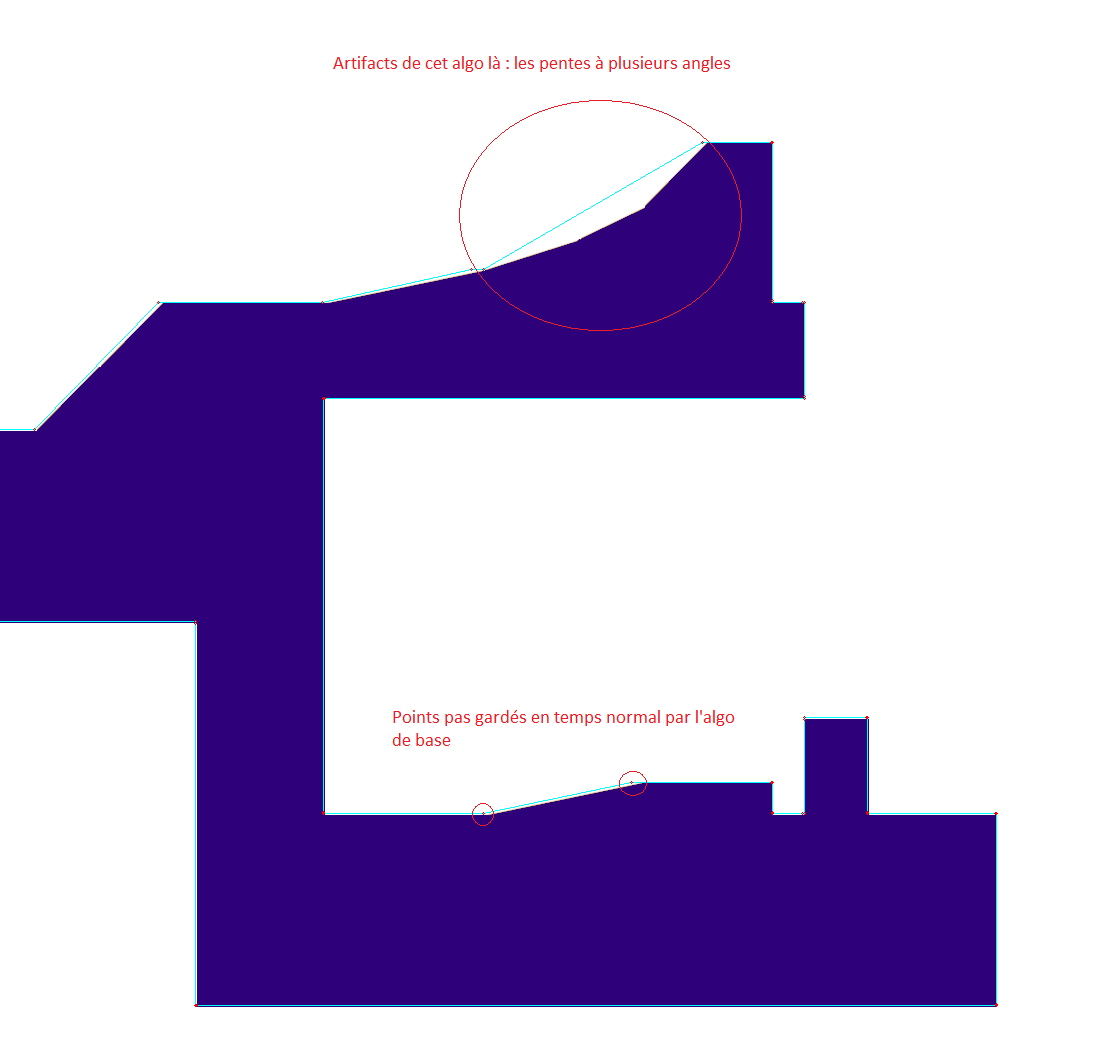 Artifacts de cet algo là : les pentes à plusieurs angles
Points pas gardés en temps normal par l'algo
de base